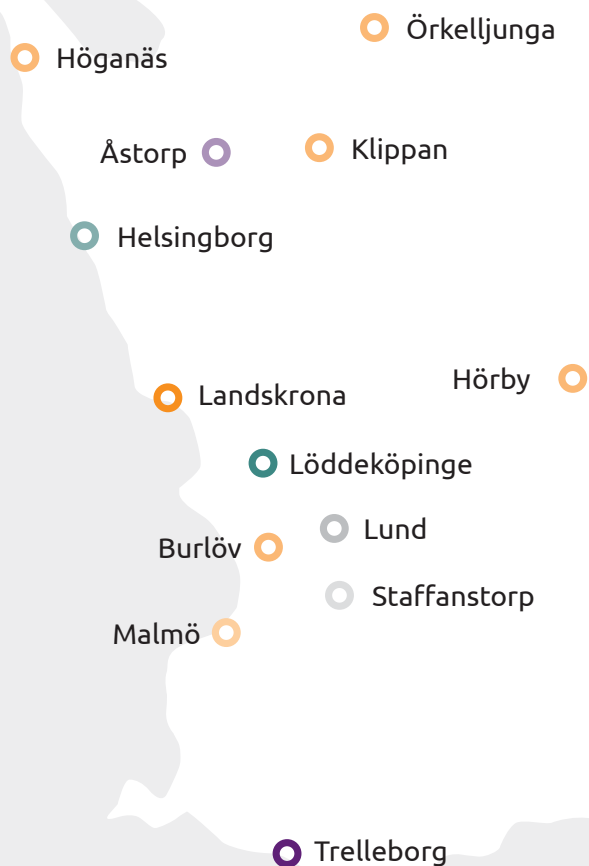 Örkelljunga
Höganäs
Åstorp
Klippan
Helsingborg
Hörby
Landskrona
Löddeköpinge
Lund
Burlöv
Staffanstorp
Malmö
Trelleborg